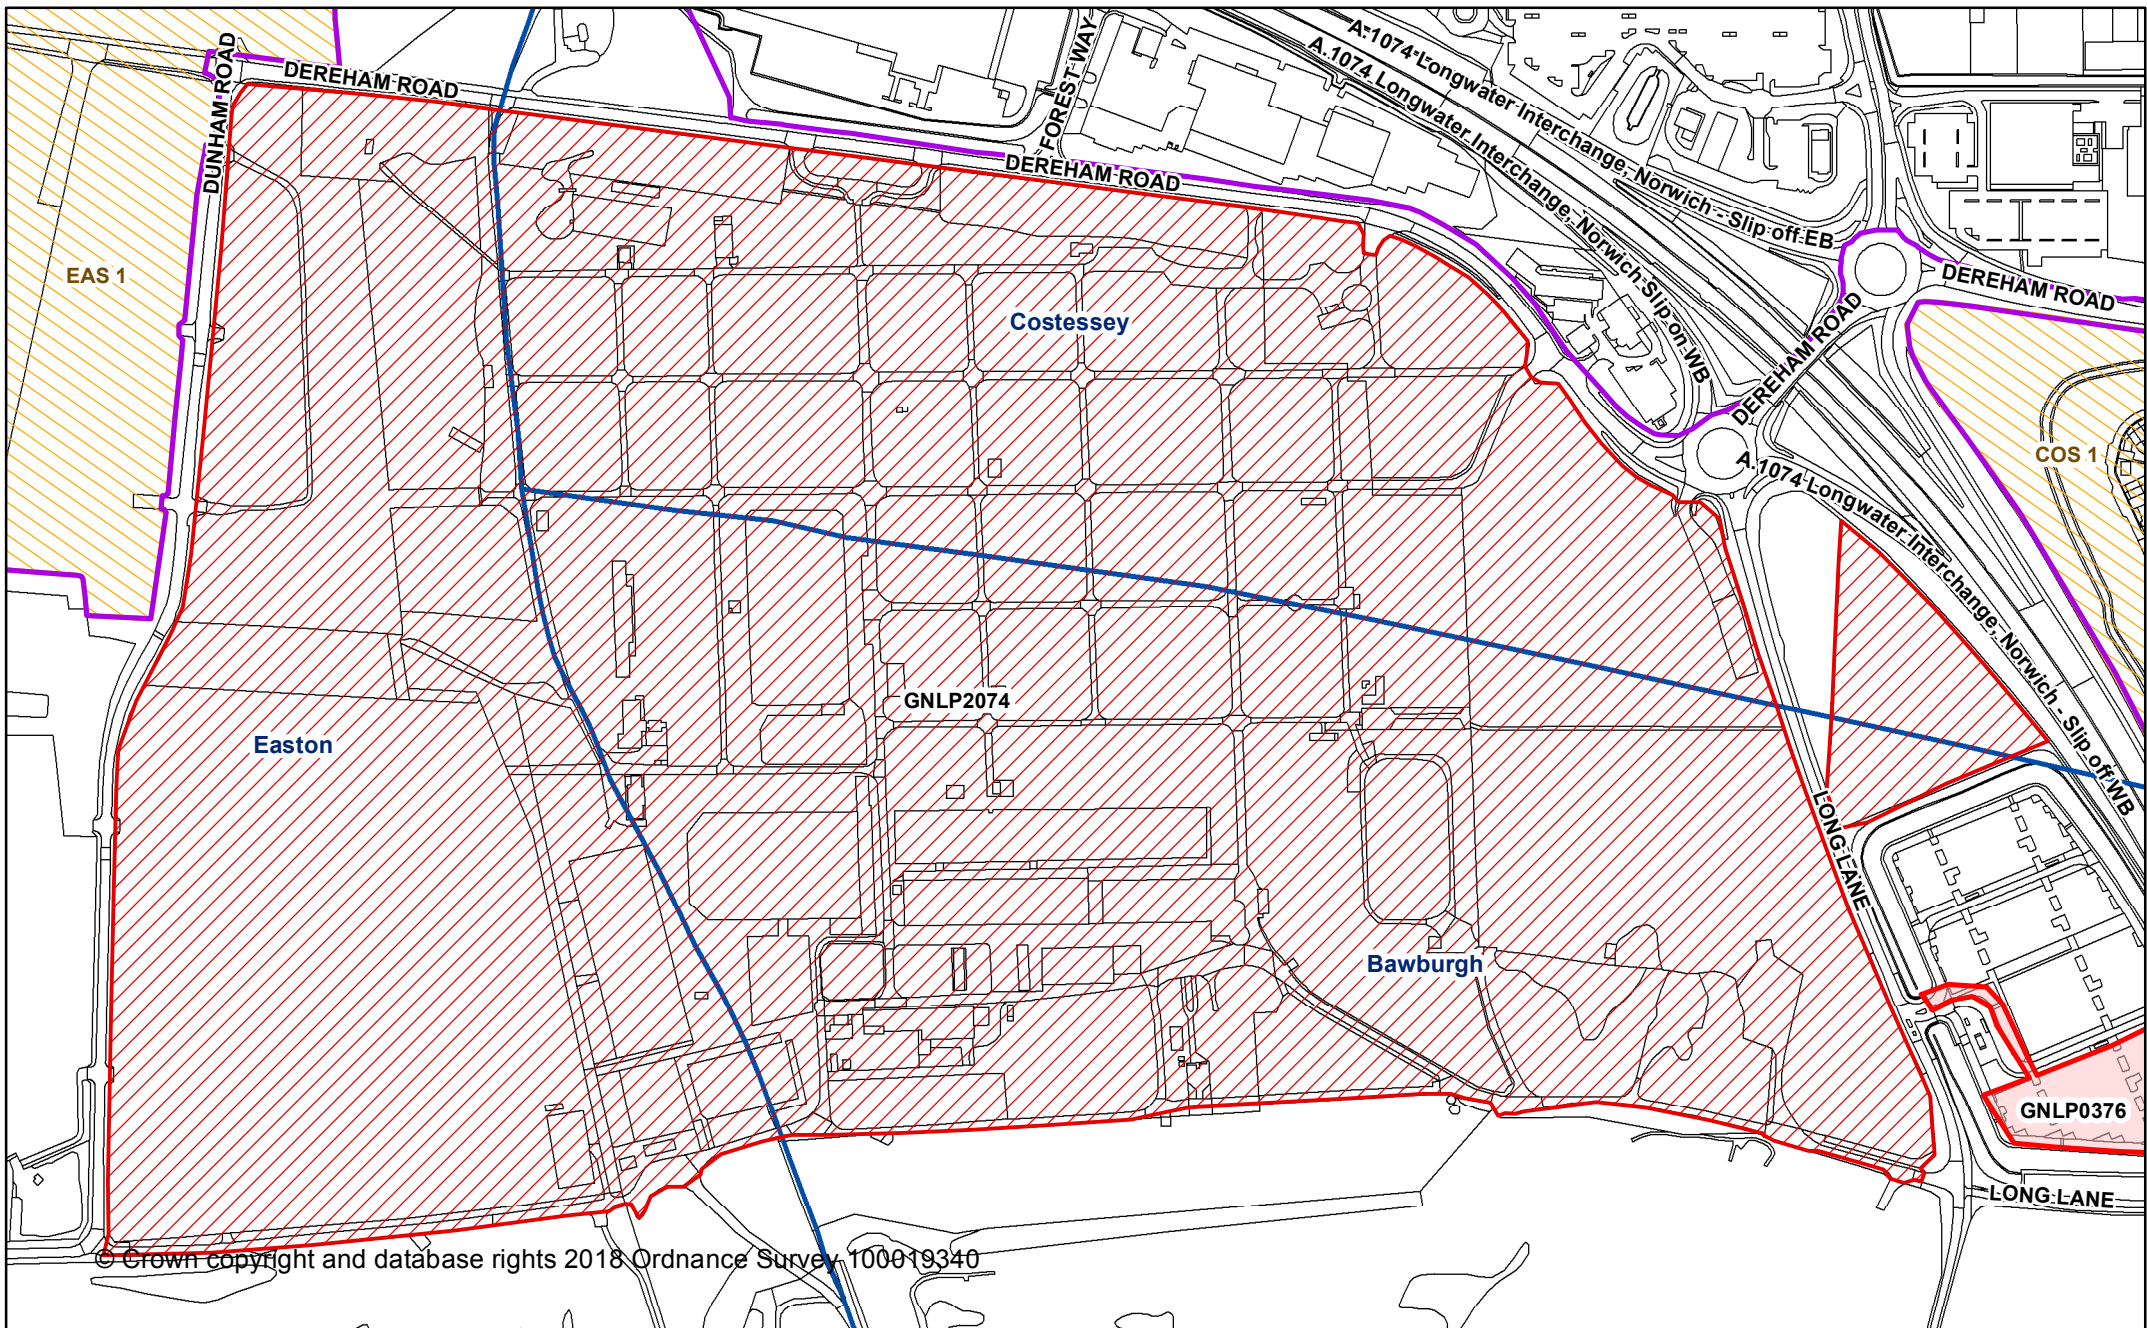 DUNHAM ROAD
DEREHAM ROAD
FOREST WAY
DEREHAM ROAD
A.1074 Longwater Interchange, Norwich - Slip off EB
A.1074 Longwater Interchange, Norwich - Slip on WB
DEREHAM ROAD
DEREHAM ROAD
EAS 1
Costessey
COS 1
A.1074 Longwater Interchange, Norwich - Slip off WB
GNLP2074
Easton
LONG LANE
Bawburgh
GNLP0376
LONG LANE
© Crown copyright and database rights 2018 Ordnance Survey 100019340